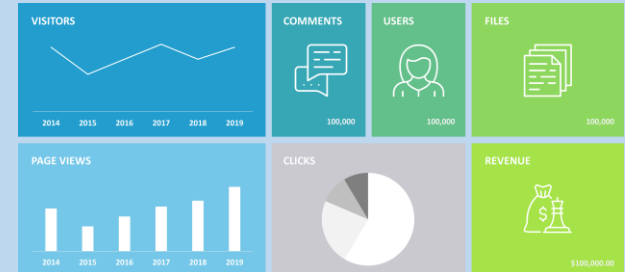 VISITORS
2014 2015 2016 2017 2018 2019
COMMENTS
100,000
USERS
100,000
FILES
100,000
PAGE VIEWS
2014 2015 2016 2017 2018 2019
CLICKS
REVENUE
$
$100,000.00